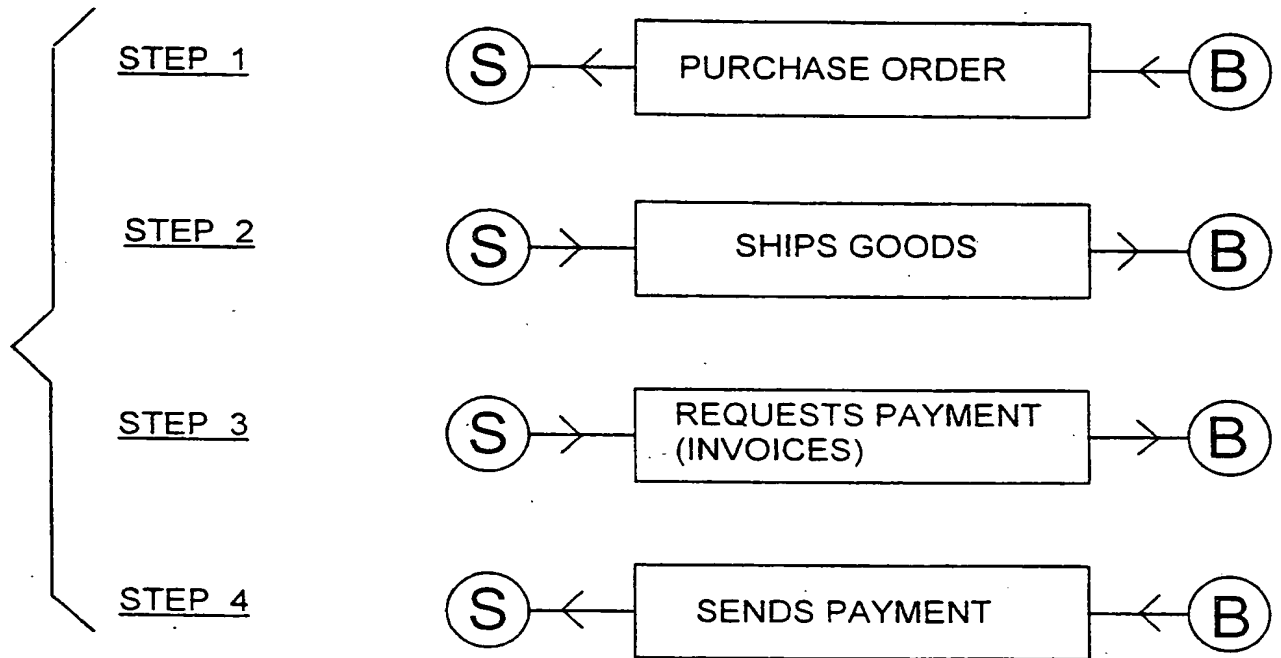 STEP 1
S
PURCHASE ORDER
B
STEP 2
S
SHIPS GOODS
B
STEP 3
S
REQUESTS PAYMENT
(INVOICES)
B
STEP 4
S
SENDS PAYMENT
B